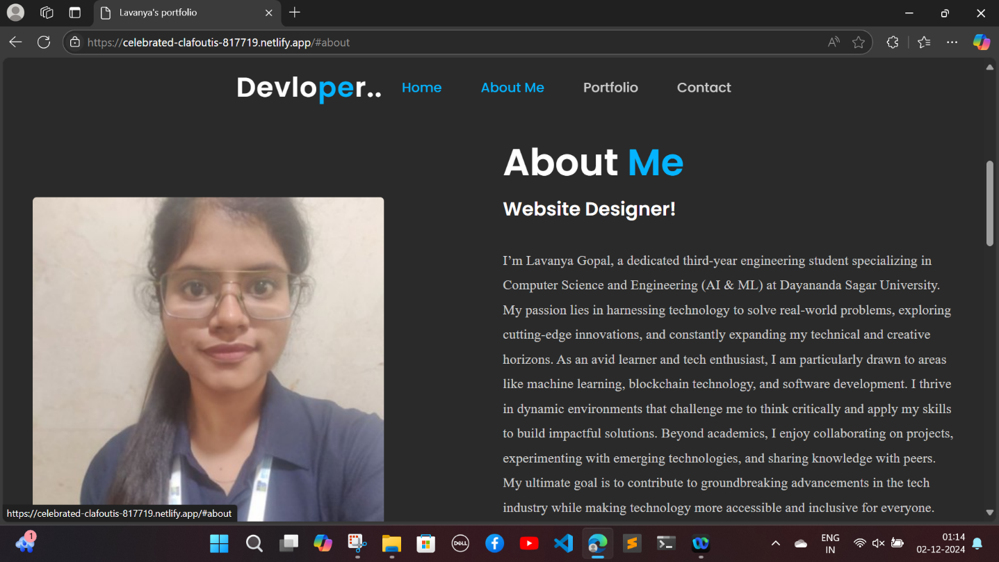 Lavanya's portfolio
https://celebrated-clafoutis-817719.netlify.app/#about
Devloper.. Home About Me Portfolio Contact
About Me
Website Designer!
I’m Lavanya Gopal, a dedicated third-year engineering student specializing in
Computer Science and Engineering (AI & ML) at Dayananda Sagar University.
My passion lies in harnessing technology to solve real-world problems, exploring
cutting-edge innovations, and constantly expanding my technical and creative
horizons. As an avid learner and tech enthusiast, I am particularly drawn to areas
like machine learning, blockchain technology, and software development. I thrive
in dynamic environments that challenge me to think critically and apply my skills
to build impactful solutions. Beyond academics, I enjoy collaborating on projects,
experimenting with emerging technologies, and sharing knowledge with peers.
My ultimate goal is to contribute to groundbreaking advancements in the tech
industry while making technology more accessible and inclusive for everyone.
https://celebrated-clafoutis-817719.netlify.app/#about
1
DELL
ENG
IN
01:14
02-12-2024